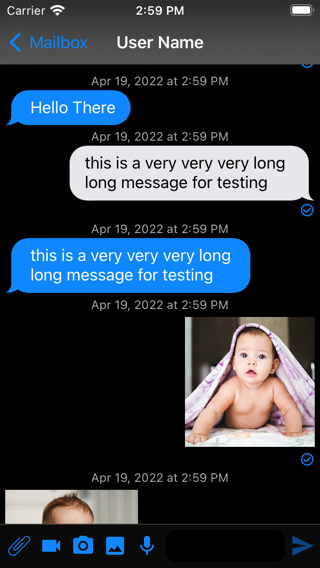 Carrier 2:59 PM
Mailbox User Name
Apr 19, 2022 at 2:59 PM
Hello There
Apr 19, 2022 at 2:59 PM
this is a very very very long
long message for testing
Apr 19, 2022 at 2:59 PM
this is a very very very long
long message for testing
Apr 19, 2022 at 2:59 PM
Apr 19, 2022 at 2:59 PM